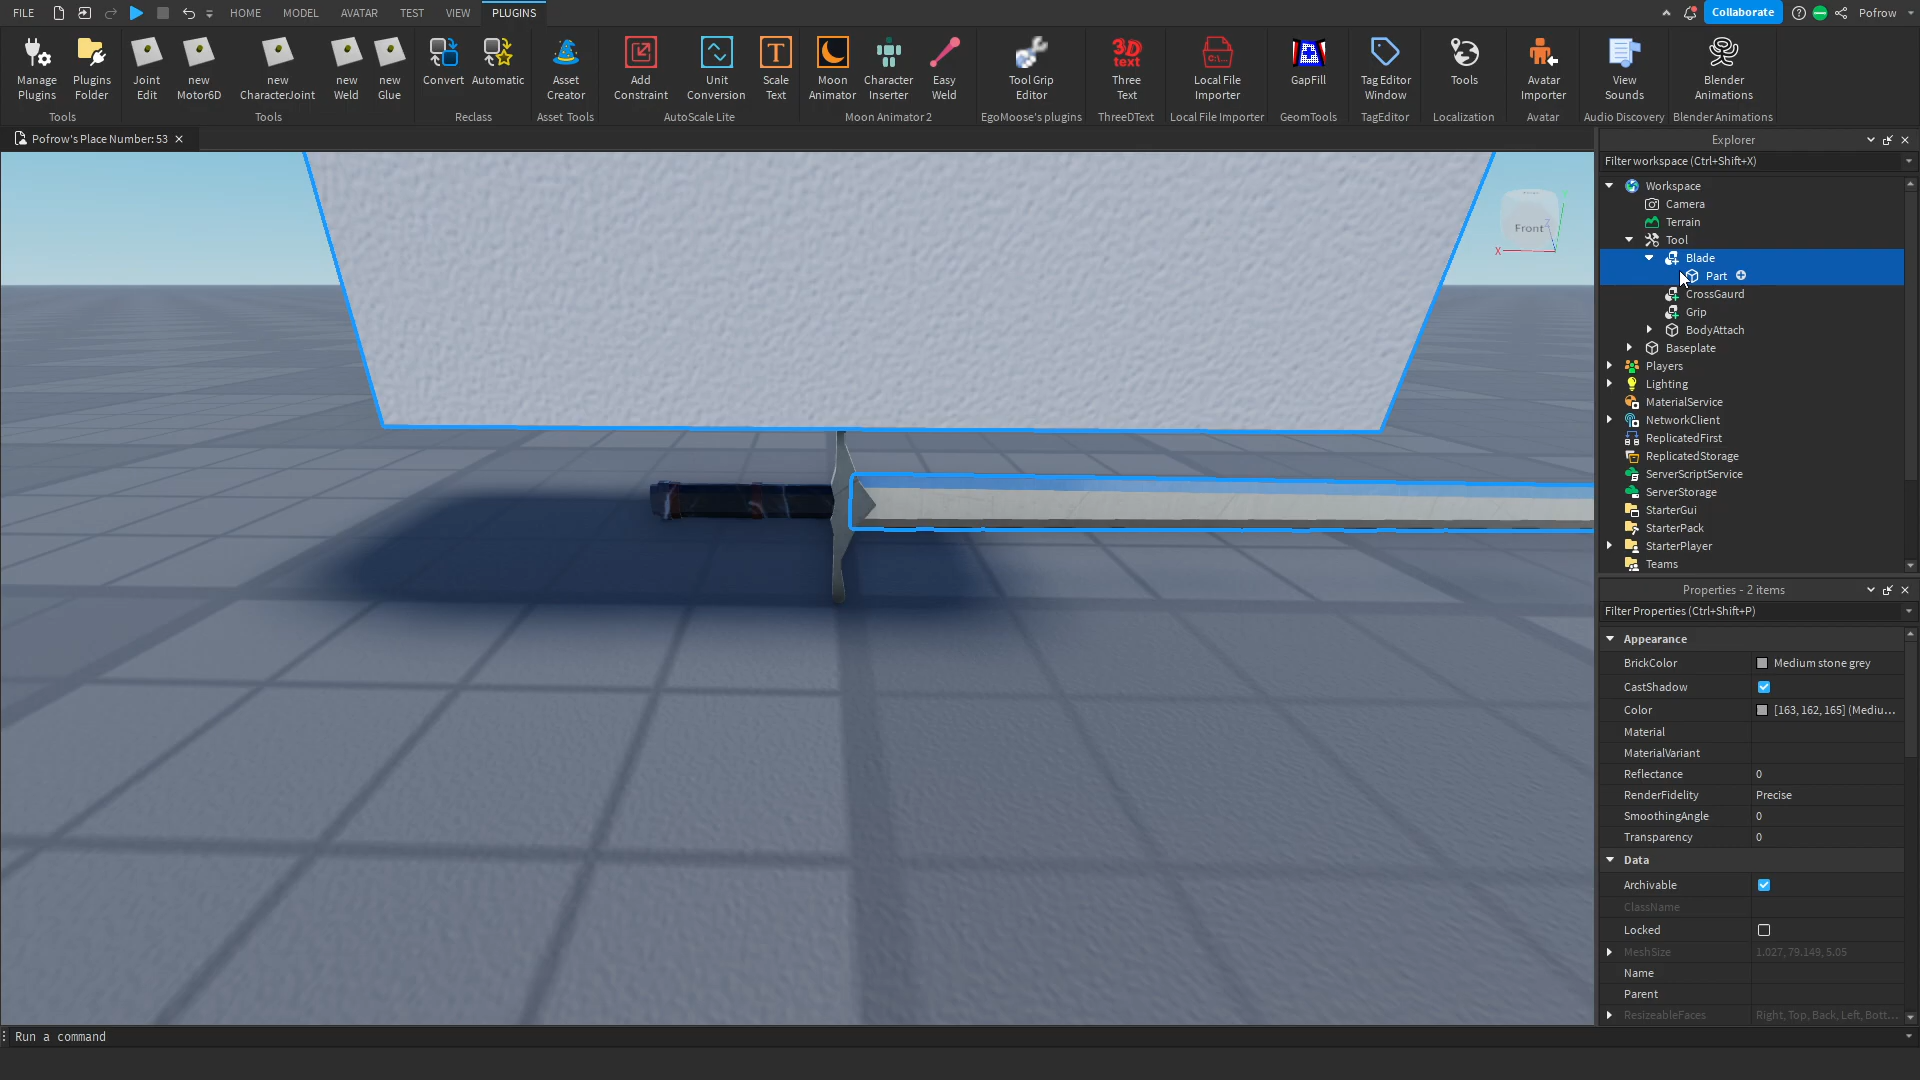 FILE HOME MODEL AVATAR TEST VIEW PLUGINS Collaborate Pofrow
Manage Plugins
Plugins Folder
Tools
Joint Edit
new Motor6D
new CharacterJoint
new Weld
new Glue
Tools
Convert
Automatic
Reclass
Asset Creator
Asset Tools
Add Constraint
Unit Conversion
T
Scale Text
AutoScale Lite
Moon Animator
Character Inserter
Easy Weld
Moon Animator 2
Tool Grip Editor
EgoMoose's plugins
3D text
Three Text
ThreeDText
C:\...
Local File Importer
Local File Importer
GapFill
GeomTools
Tag Editor Window
TagEditor
Tools
Localization
Avatar Importer
Avatar
View Sounds
Audio Discovery
Blender Animations
Blender Animations
Pofrow's Place Number: 53
Front
X
Z
Explorer
Filter workspace (Ctrl+Shift+X)
Workspace
Camera
Terrain
Tool
Blade
Part
CrossGaurd
Grip
BodyAttach
Baseplate
Players
Lighting
MaterialService
NetworkClient
ReplicatedFirst
ReplicatedStorage
ServerScriptService
ServerStorage
StarterGui
StarterPack
StarterPlayer
Teams
Properties - 2 items
Filter Properties (Ctrl+Shift+P)
Appearance
BrickColor Medium stone grey
CastShadow
Color [163, 162, 165] (Mediu...
Material
MaterialVariant
Reflectance 0
RenderFidelity Precise
SmoothingAngle 0
Transparency 0
Data
Archivable
ClassName
Locked
MeshSize 1.027, 79.149, 5.05
Name
Parent
ResizeableFaces Right, Top, Back, Left, Bott...
Run a command